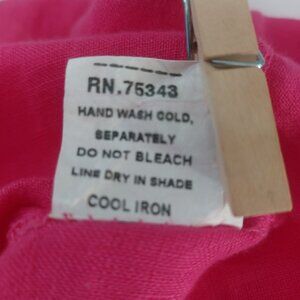 RN.75343
HAND WASH COLD,
SEPARATELY
DO NOT BLEACH
LINE DRY IN SHADE
COOL IRON